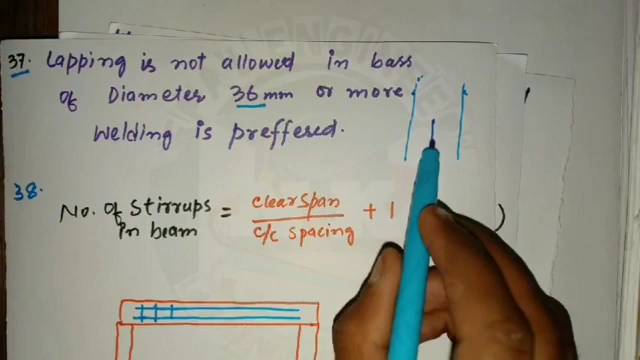 37. Lapping is not allowed in bass
of Diameter 36mm or more.
Welding is preffered.
38.
No. of Stirrups = clear span + 1 )
in beam c/c spacing